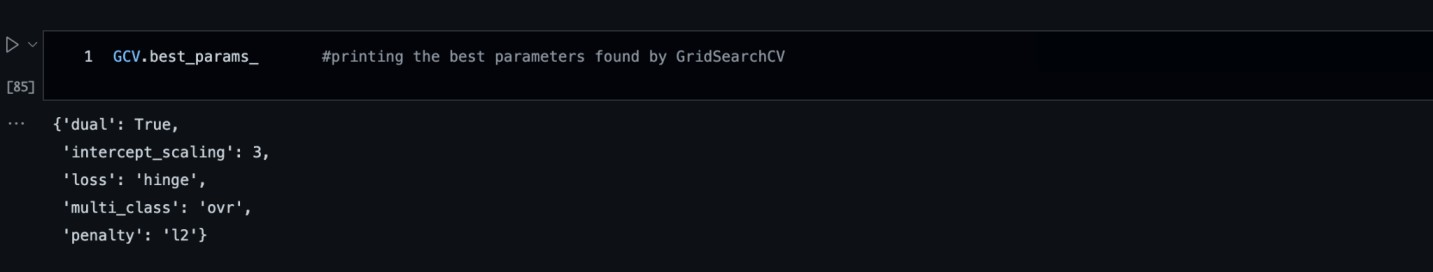 1 GCV.best_params_ #printing the best parameters found by GridSearchCV
[85]
... {'dual': True,
'intercept_scaling': 3,
'loss': 'hinge',
'multi_class': 'ovr',
'penalty': 'l2'}